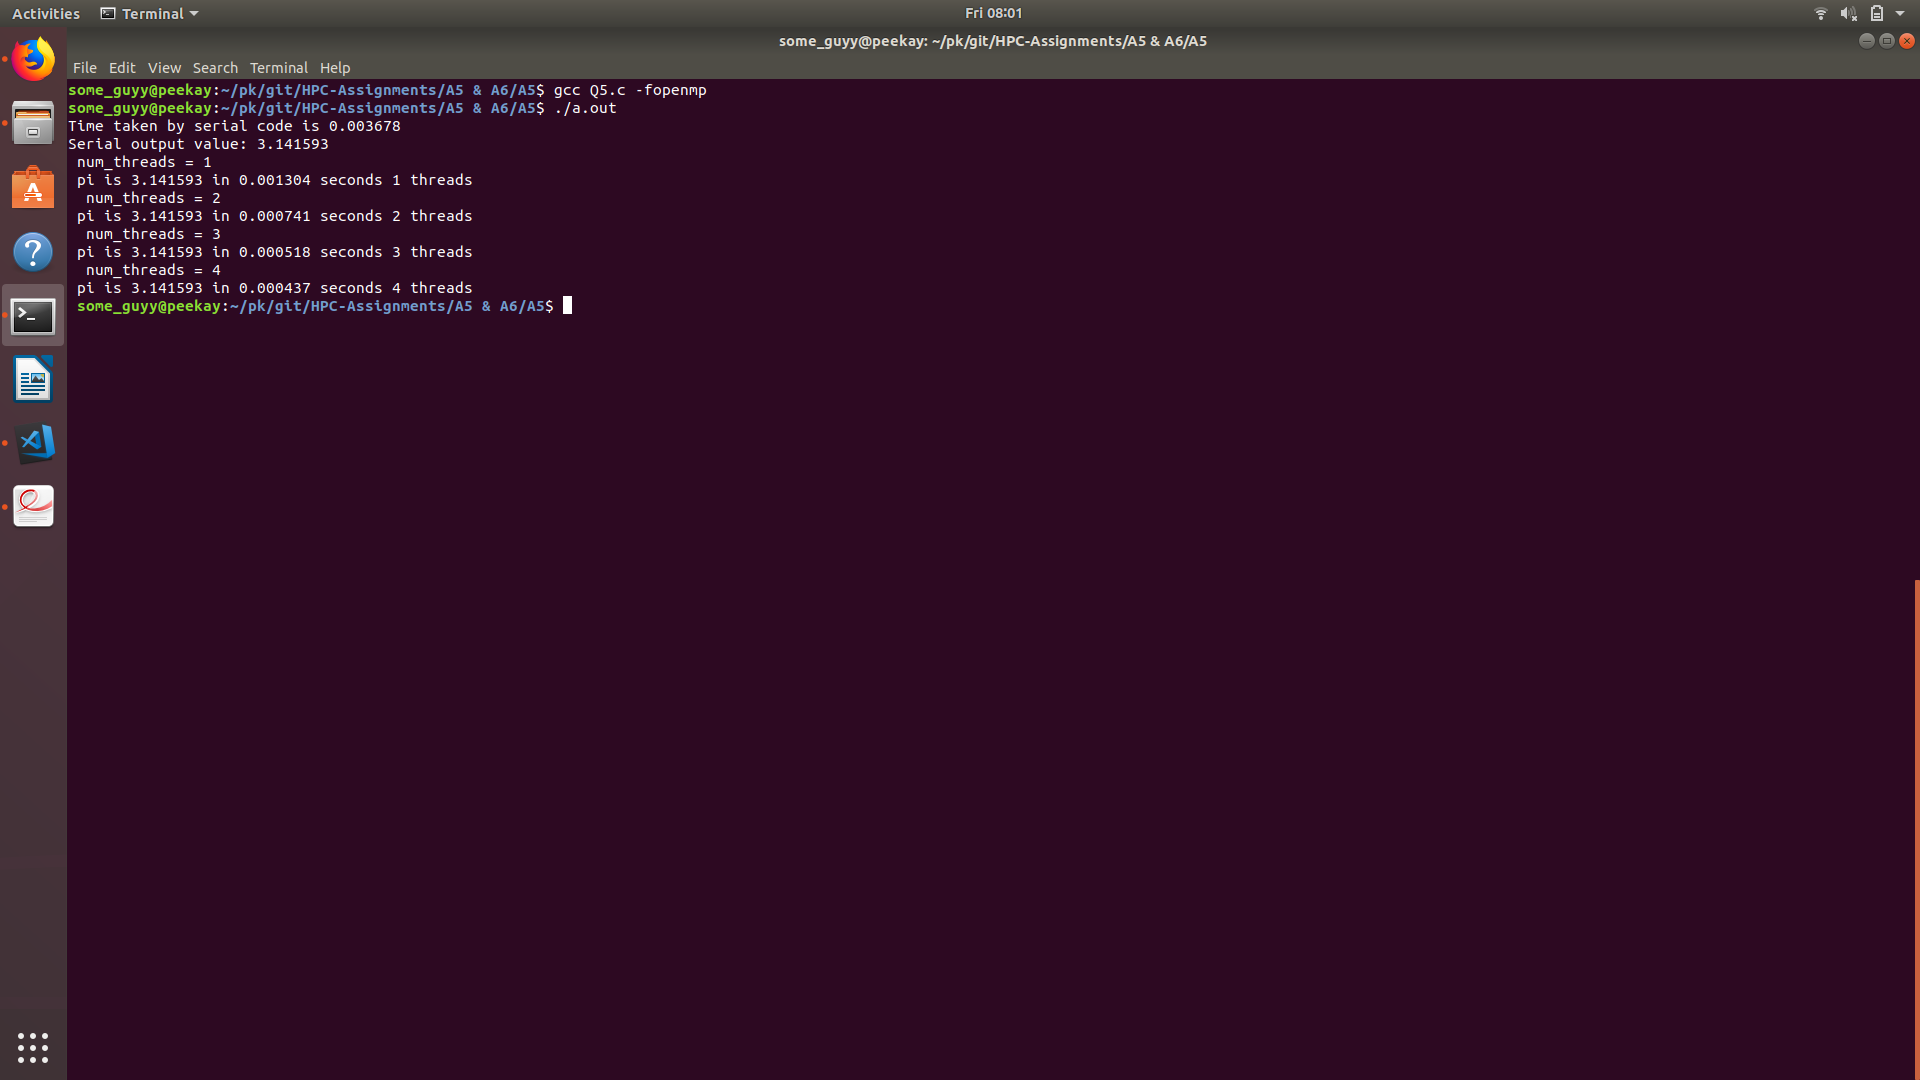 Activities Terminal Fri 08:01
some_guyy@peekay: ~/pk/git/HPC-Assignments/A5 & A6/A5
File Edit View Search Terminal Help
some_guyy@peekay:~/pk/git/HPC-Assignments/A5 & A6/A5$ gcc Q5.c -fopenmp
some_guyy@peekay:~/pk/git/HPC-Assignments/A5 & A6/A5$ ./a.out
Time taken by serial code is 0.003678
Serial output value: 3.141593
 num_threads = 1
 pi is 3.141593 in 0.001304 seconds 1 threads
  num_threads = 2
 pi is 3.141593 in 0.000741 seconds 2 threads
  num_threads = 3
 pi is 3.141593 in 0.000518 seconds 3 threads
  num_threads = 4
 pi is 3.141593 in 0.000437 seconds 4 threads
 some_guyy@peekay:~/pk/git/HPC-Assignments/A5 & A6/A5$